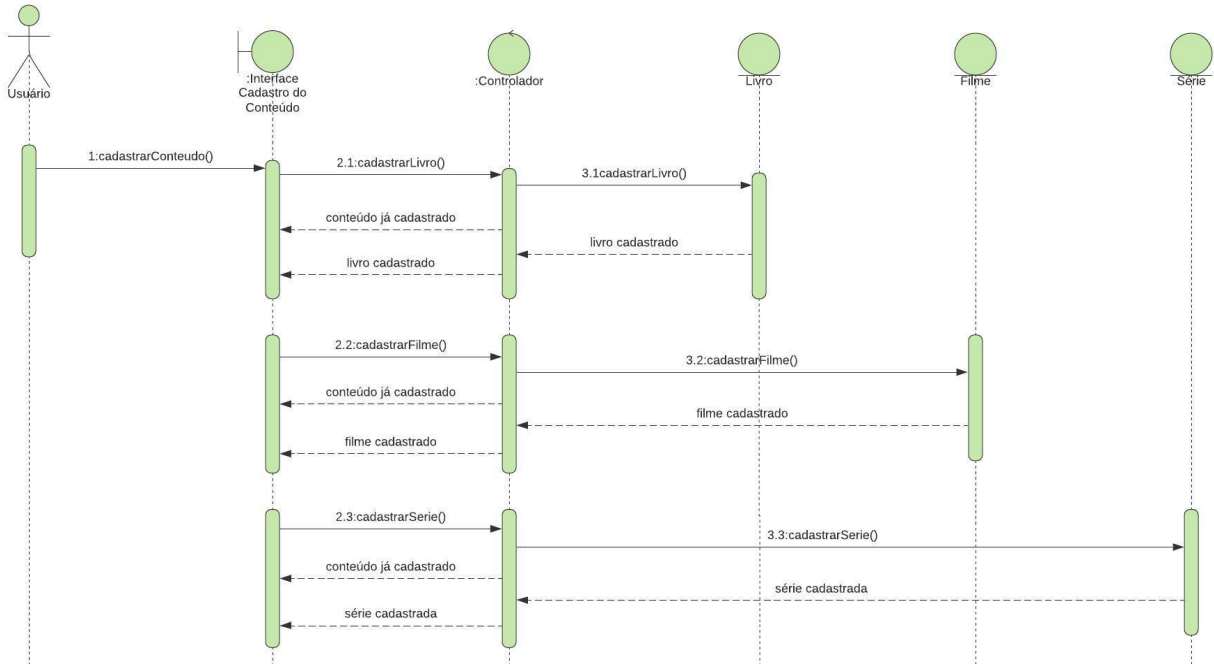 Usuário
:Interface
Cadastro do
Conteúdo
:Controlador
Livro
Filme
Série
1:cadastrarConteudo()
2.1:cadastrarLivro()
3.1cadastrarLivro()
conteúdo já cadastrado
livro cadastrado
livro cadastrado
2.2:cadastrarFilme()
3.2:cadastrarFilme()
conteúdo já cadastrado
filme cadastrado
filme cadastrado
2.3:cadastrarSerie()
3.3:cadastrarSerie()
conteúdo já cadastrado
série cadastrada
série cadastrada